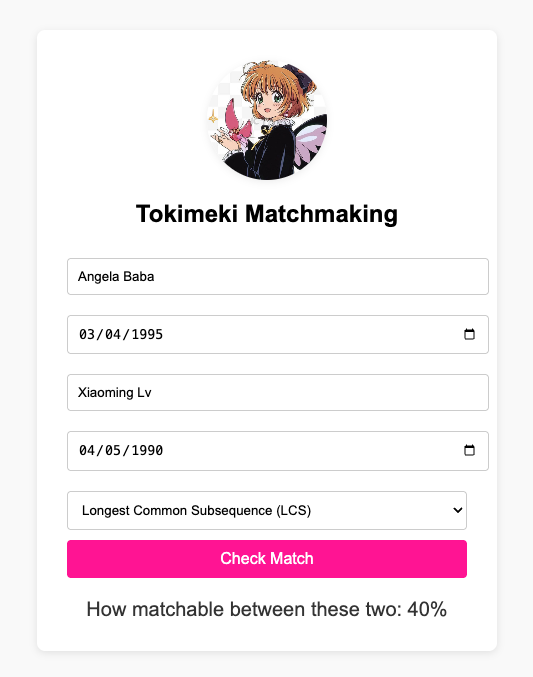 Tokimeki Matchmaking
Angela Baba
03/04/1995
Xiaoming Lv
04/05/1990
Longest Common Subsequence (LCS)
Check Match
How matchable between these two: 40%